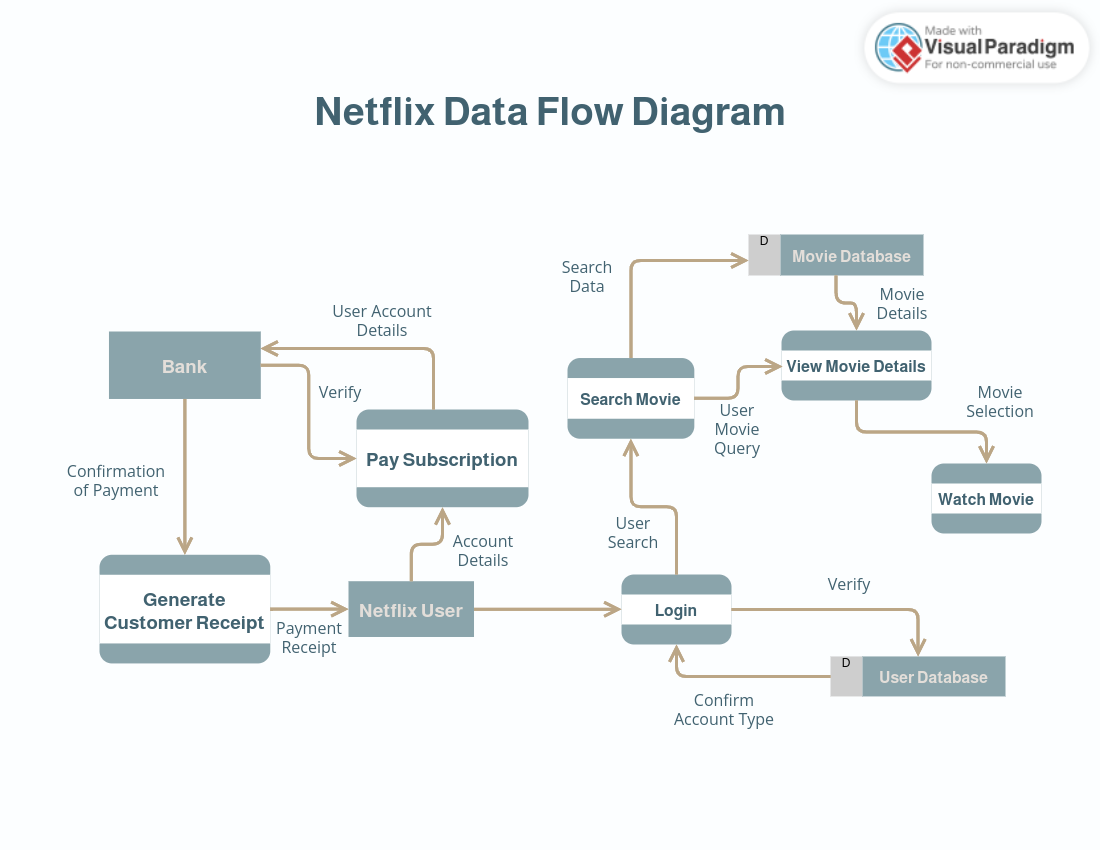 Made with
Visual Paradigm
For non-commercial use
Netflix Data Flow Diagram
D
Movie Database
Search
Data
Movie
Details
User Account
Details
Bank
View Movie Details
Verify
Search Movie
Movie
Selection
User
Movie
Query
Pay Subscription
Confirmation
of Payment
Watch Movie
User
Search
Account
Details
Generate
Customer Receipt
Netflix User
Login
Verify
Payment
Receipt
D
User Database
Confirm
Account Type